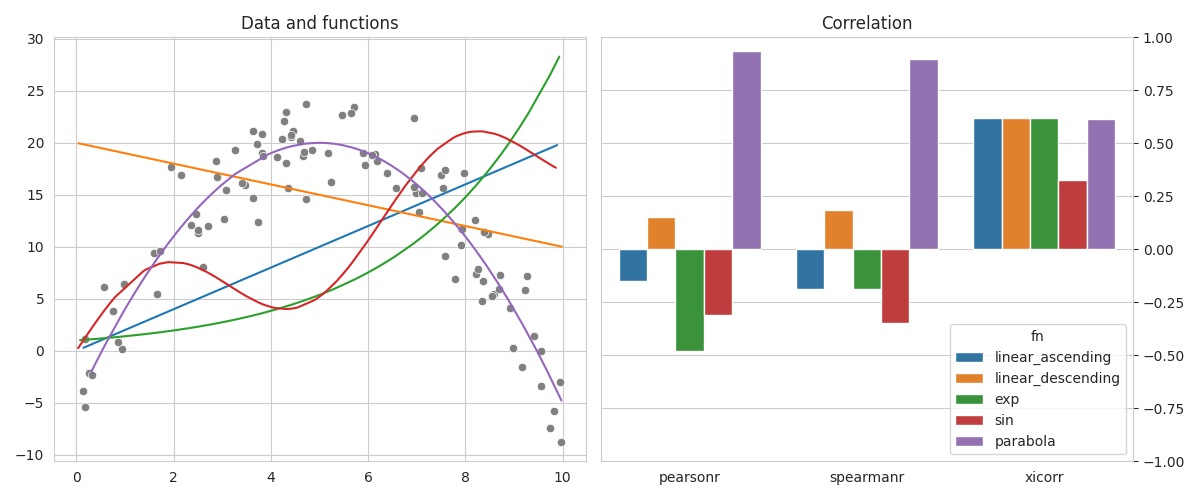 Data and functions
30
25
20
15
10
5
0
−5
−10
0 2 4 6 8 10
Correlation
1.00
0.75
0.50
0.25
0.00
−0.25
−0.50
−0.75
−1.00
fn
linear_ascending
linear_descending
exp
sin
parabola
pearsonr spearmanr xicorr